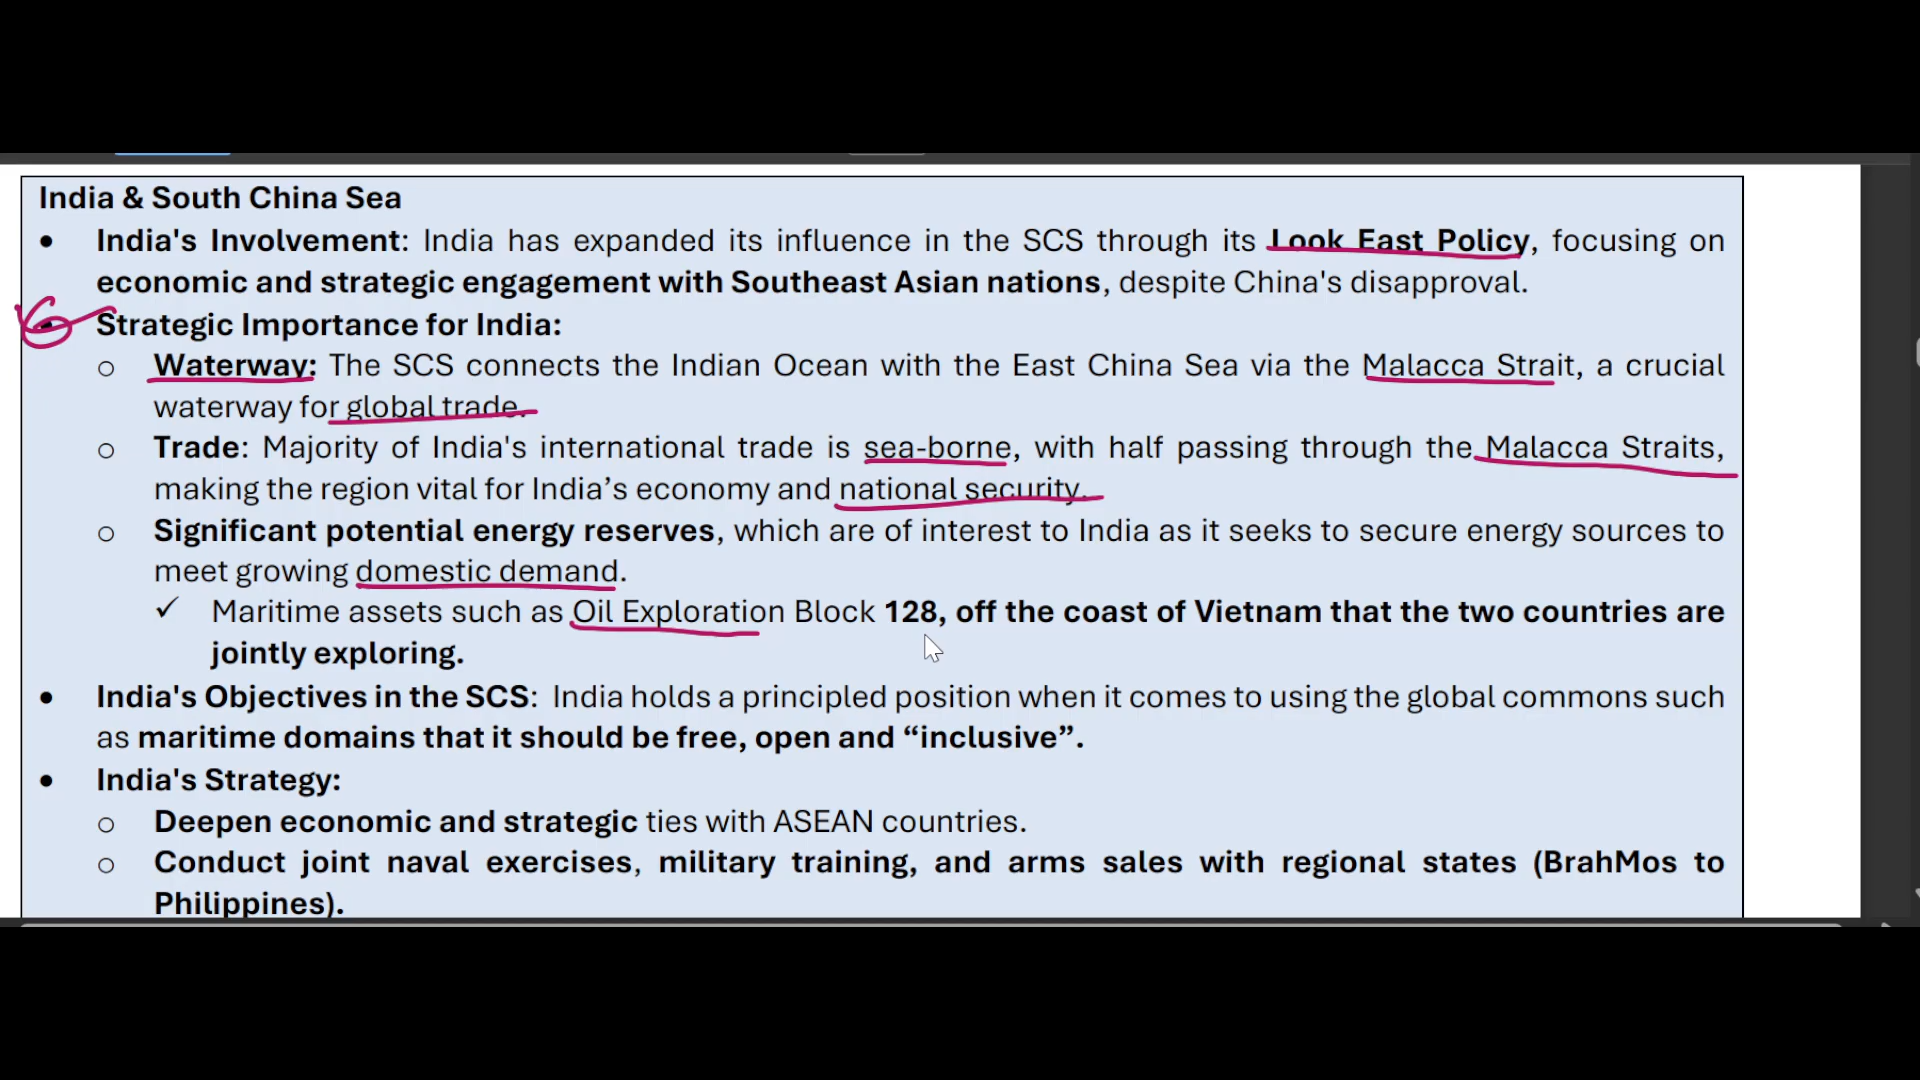 India & South China Sea
• India's Involvement: India has expanded its influence in the SCS through its Look East Policy, focusing on
economic and strategic engagement with Southeast Asian nations, despite China's disapproval.
• Strategic Importance for India:
o Waterway: The SCS connects the Indian Ocean with the East China Sea via the Malacca Strait, a crucial
waterway for global trade.
o Trade: Majority of India's international trade is sea-borne, with half passing through the Malacca Straits,
making the region vital for India’s economy and national security.
o Significant potential energy reserves, which are of interest to India as it seeks to secure energy sources to
meet growing domestic demand.
✓ Maritime assets such as Oil Exploration Block 128, off the coast of Vietnam that the two countries are
jointly exploring.
• India's Objectives in the SCS: India holds a principled position when it comes to using the global commons such
as maritime domains that it should be free, open and “inclusive”.
• India's Strategy:
o Deepen economic and strategic ties with ASEAN countries.
o Conduct joint naval exercises, military training, and arms sales with regional states (BrahMos to
Philippines).